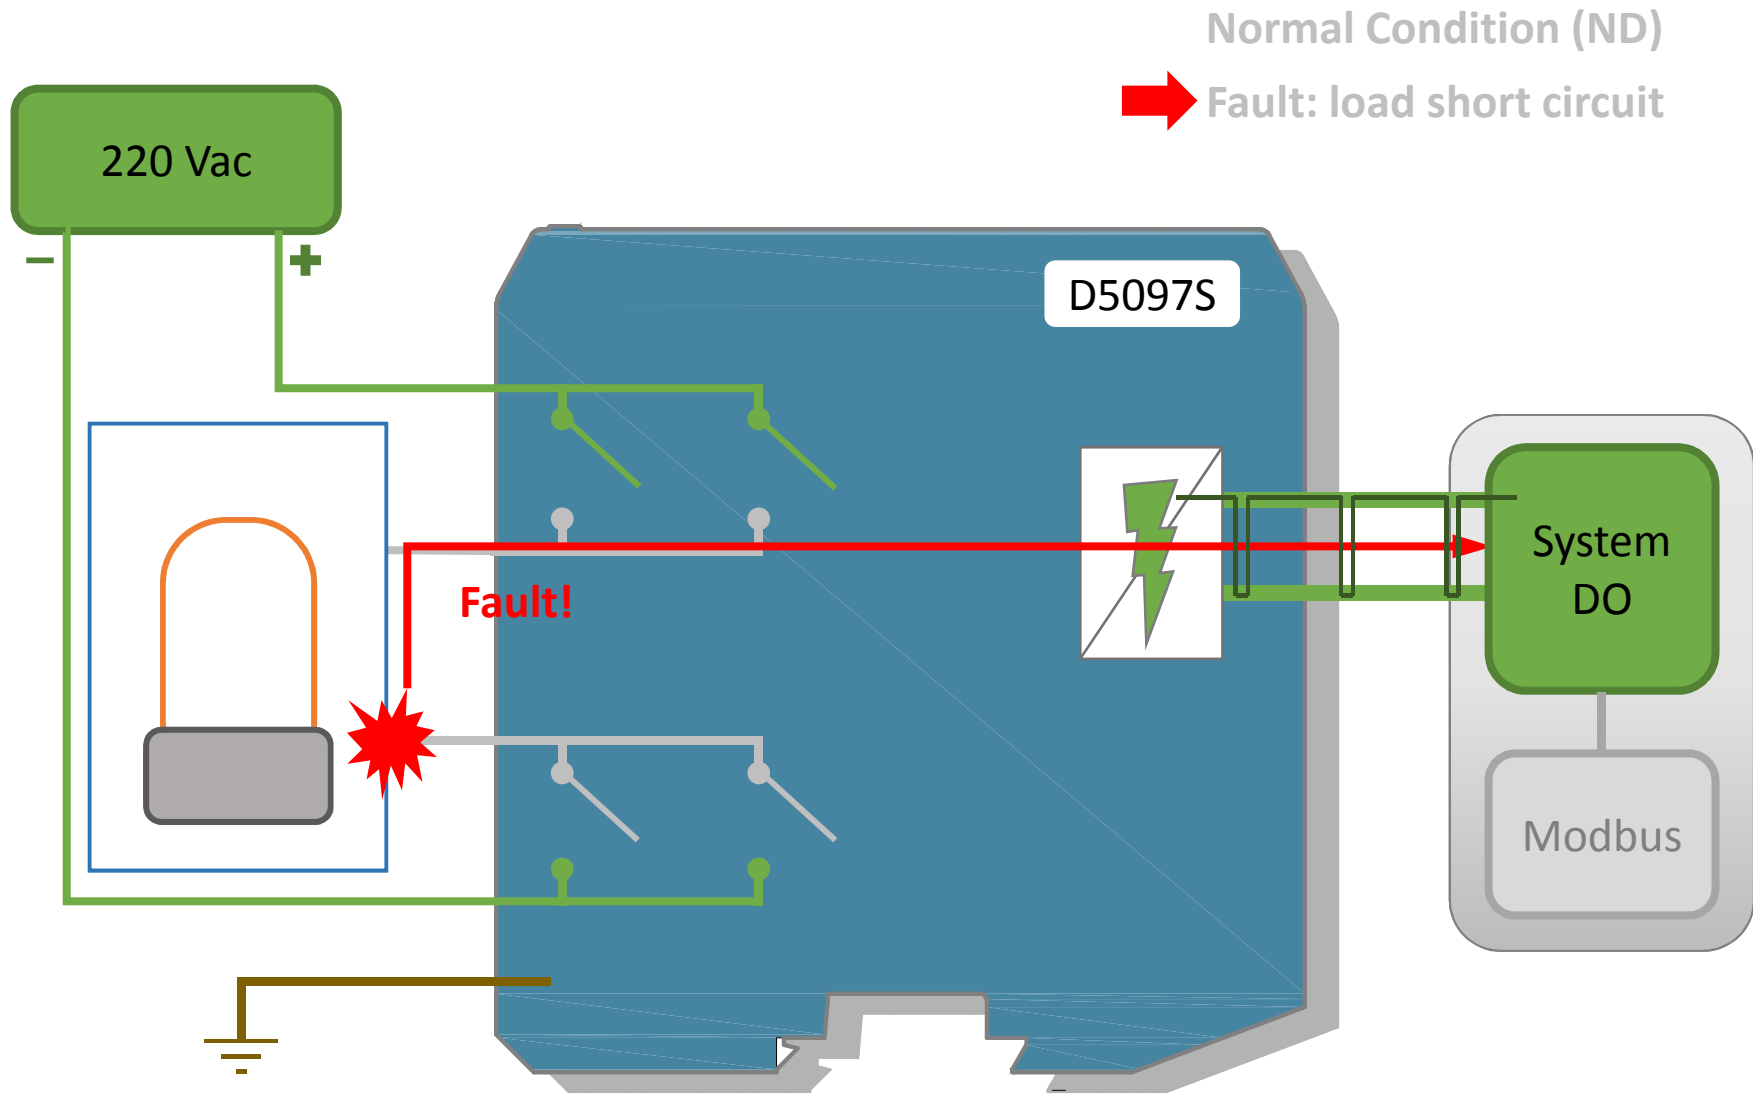 Normal Condition (ND)
Fault: load short circuit
220 Vac
– +
D5097S
System
DO
Fault!
Modbus